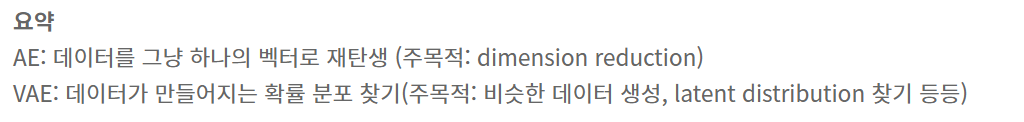 요약
AE: 데이터를 그냥 하나의 벡터로 재탄생 (주목적: dimension reduction)
VAE: 데이터가 만들어지는 확률 분포 찾기(주목적: 비슷한 데이터 생성, latent distribution 찾기 등등)